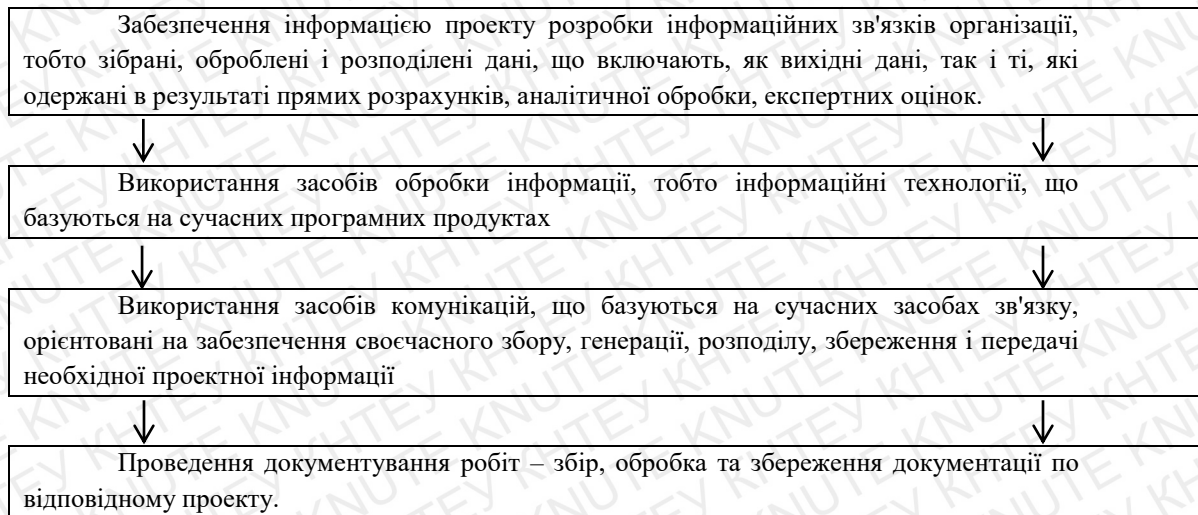 Забезпечення інформацією проекту розробки інформаційних зв'язків організації,
тобто зібрані, оброблені і розподілені дані, що включають, як вихідні дані, так і ті, які
одержані в результаті прямих розрахунків, аналітичної обробки, експертних оцінок.
Використання засобів обробки інформації, тобто інформаційні технології, що
базуються на сучасних програмних продуктах
Використання засобів комунікацій, що базуються на сучасних засобах зв'язку,
орієнтовані на забезпечення своєчасного збору, генерації, розподілу, збереження і передачі
необхідної проектної інформації
Проведення документування робіт – збір, обробка та збереження документації по
відповідному проекту.